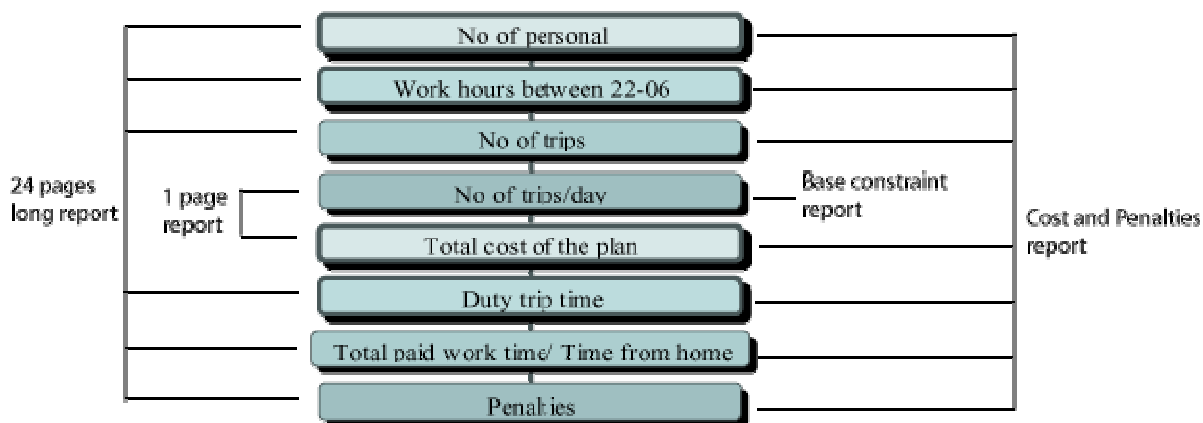 No of personal
Work hours between 22-06
No of trips
No of trips/day
Total cost of the plan
Duty trip time
Total paid work time/ Time from home
Penalties
24 pages
long report
1 page
report
Base constraint
report
Cost and Penalties
report